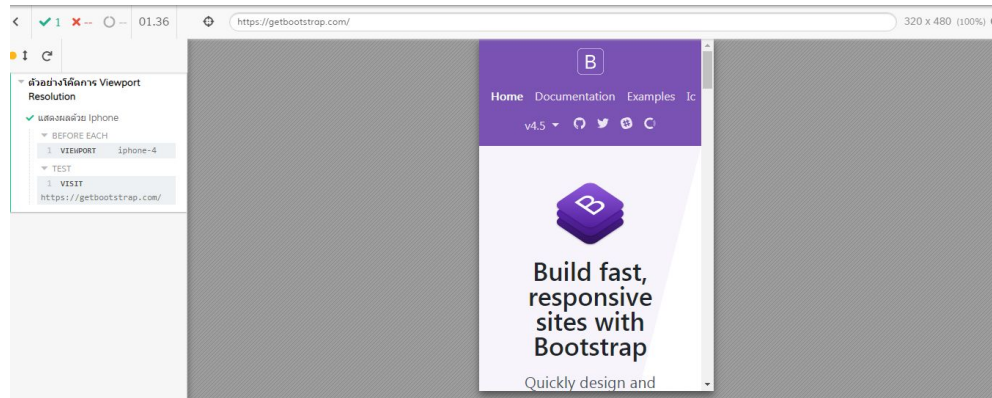 1 -- -- 01.36
https://getbootstrap.com/
320 x 480 (100%)
ตัวอย่างโค๊ดการ Viewport
Resolution
แสดงผลด้วย Iphone
BEFORE EACH
1 VIEWPORT iphone-4
TEST
1 VISIT
https://getbootstrap.com/
B
Home Documentation Examples Ic
v4.5
B
Build fast,
responsive
sites with
Bootstrap
Quickly design and